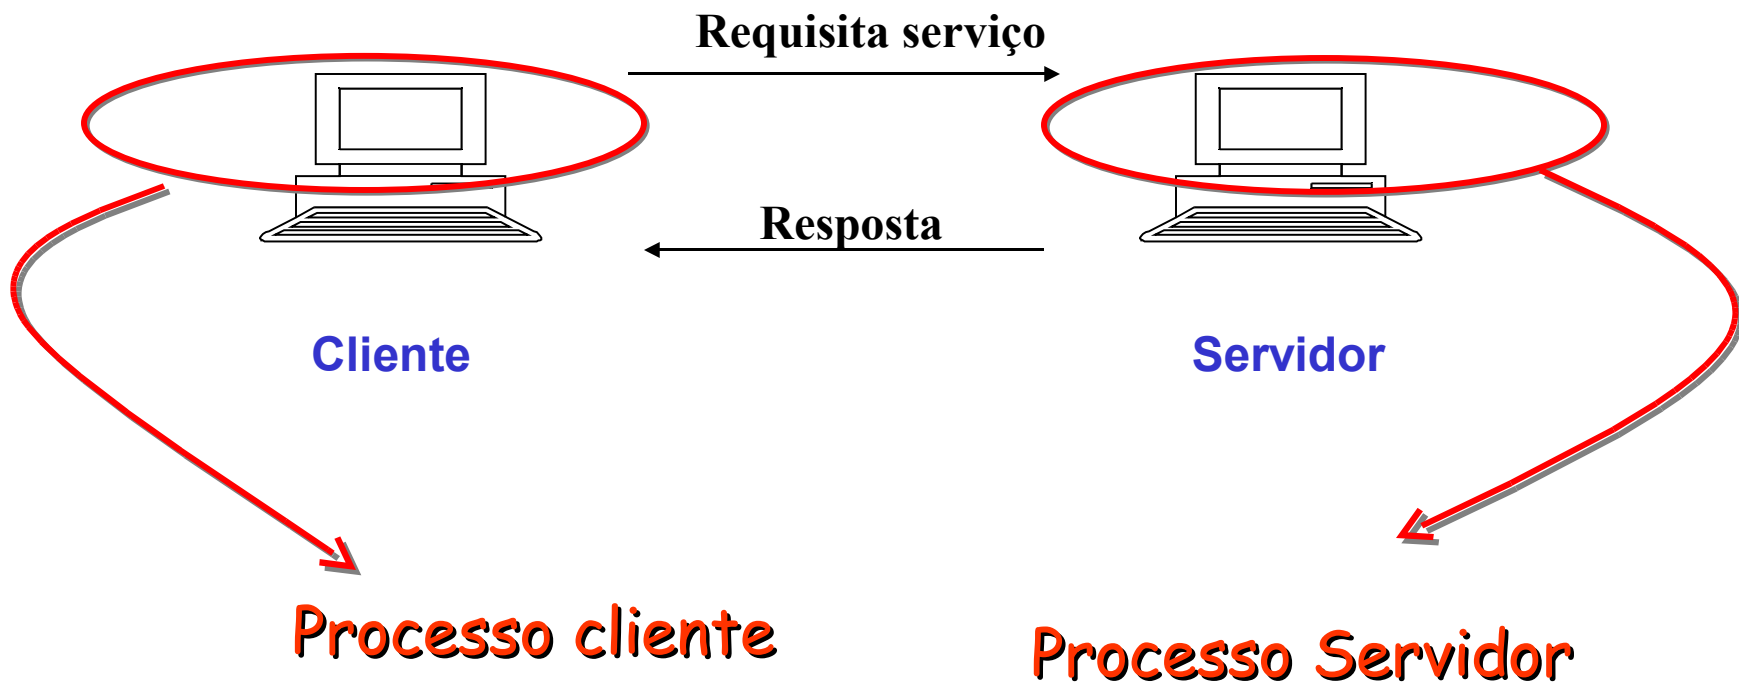 Requisita serviço
Resposta
Cliente
Servidor
Processo cliente
Processo Servidor